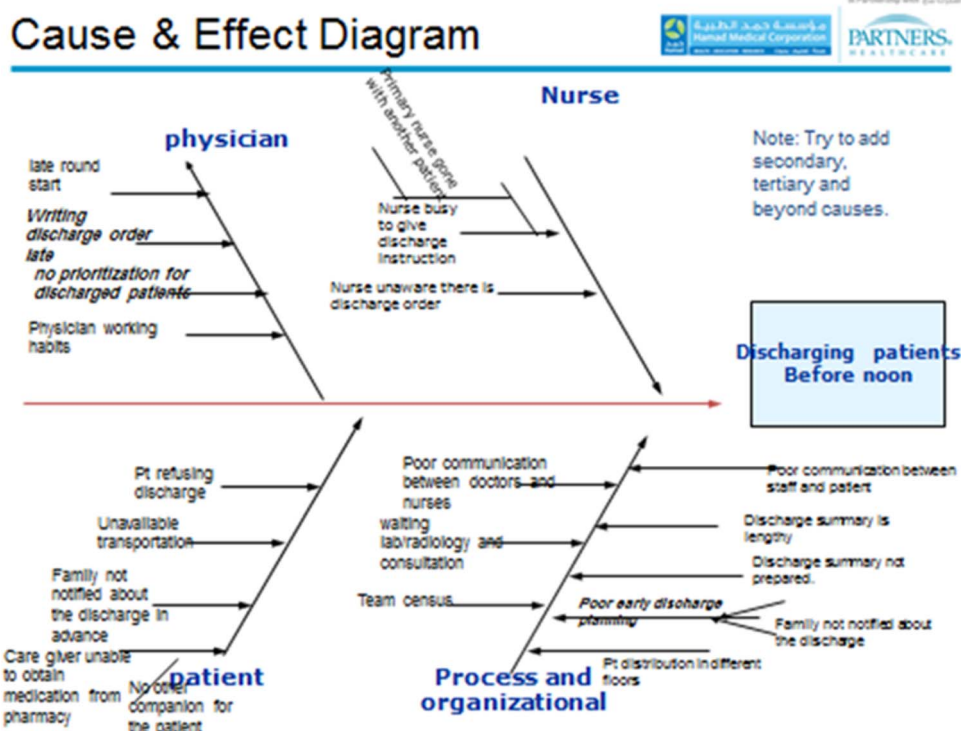 Cause & Effect Diagram
مؤسسة حمد الطبية
Hamad Medical Corporation
PARTNERS.
HEALTHCARE
Nurse
physician
Primary nurse gone
with another patient
Note: Try to add
secondary,
tertiary and
beyond causes.
late round
start
Writing
discharge order
late
no prioritization for
discharged patients
Physician working
habits
Nurse busy
to give
discharge
instruction
Nurse unaware there is
discharge order
Discharging patients
Before noon
Pt refusing
discharge
Unavailable
transportation
Family not
notified about
the discharge in
advance
Care giver unable
to obtain
medication from
pharmacy
No other
companion for
the patient
patient
Poor communication
between doctors and
nurses
waiting
lab/radiology and
consultation
Team census
Poor communication between
staff and patient
Discharge summary is
lengthy
Discharge summary not
prepared.
Poor early discharge
planning
Family not notified about
the discharge
Pt distribution in different
floors
Process and
organizational